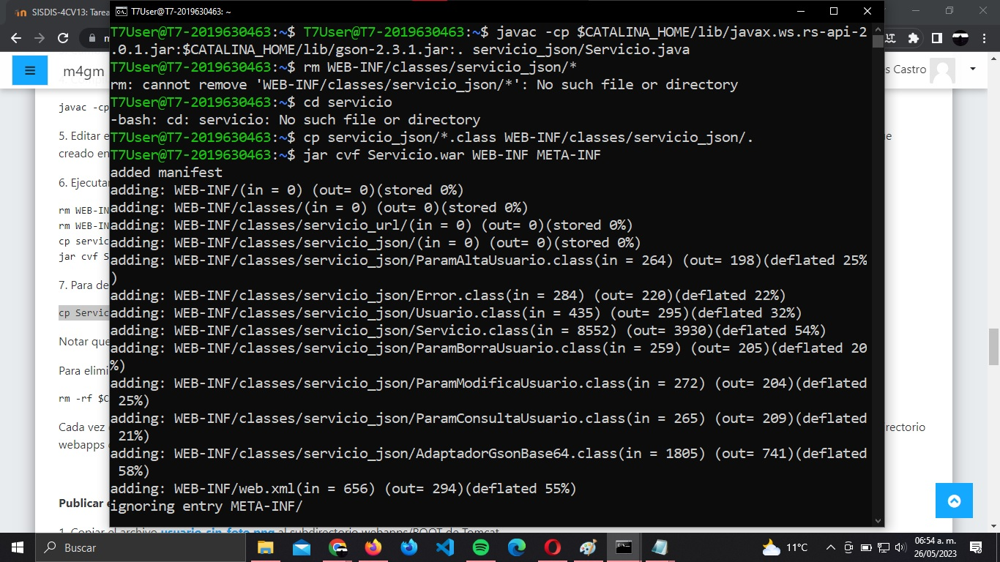 SISDIS-4CV13: Tarea
T7User@T7-2019630463: ~
m4gm
s Castro
javac -cp
5. Editar e
ue
creado en
6. Ejecutar
rm WEB-IN
rm WEB-IN
cp servic
jar cvf S
7. Para de
cp Servic
Notar que
Para elimi
rm -rf $C
Cada vez
rectorio
webapps
Publicar
1. Copiar el archivo usuario_sin_foto.png al subdirectorio webapps/ROOT de Tomcat.
T7User@T7-2019630463:~$ T7User@T7-2019630463:~$ javac -cp $CATALINA_HOME/lib/javax.ws.rs-api-2
.0.1.jar:$CATALINA_HOME/lib/gson-2.3.1.jar:. servicio_json/Servicio.java
T7User@T7-2019630463:~$ rm WEB-INF/classes/servicio_json/*
rm: cannot remove 'WEB-INF/classes/servicio_json/*': No such file or directory
T7User@T7-2019630463:~$ cd servicio
-bash: cd: servicio: No such file or directory
T7User@T7-2019630463:~$ cp servicio_json/*.class WEB-INF/classes/servicio_json/.
T7User@T7-2019630463:~$ jar cvf Servicio.war WEB-INF META-INF
added manifest
adding: WEB-INF/(in = 0) (out= 0)(stored 0%)
adding: WEB-INF/classes/(in = 0) (out= 0)(stored 0%)
adding: WEB-INF/classes/servicio_url/(in = 0) (out= 0)(stored 0%)
adding: WEB-INF/classes/servicio_json/(in = 0) (out= 0)(stored 0%)
adding: WEB-INF/classes/servicio_json/ParamAltaUsuario.class(in = 264) (out= 198)(deflated 25%
)
adding: WEB-INF/classes/servicio_json/Error.class(in = 284) (out= 220)(deflated 22%)
adding: WEB-INF/classes/servicio_json/Usuario.class(in = 435) (out= 295)(deflated 32%)
adding: WEB-INF/classes/servicio_json/Servicio.class(in = 8552) (out= 3930)(deflated 54%)
adding: WEB-INF/classes/servicio_json/ParamBorraUsuario.class(in = 259) (out= 205)(deflated 20
%)
adding: WEB-INF/classes/servicio_json/ParamModificaUsuario.class(in = 272) (out= 204)(deflated
25%)
adding: WEB-INF/classes/servicio_json/ParamConsultaUsuario.class(in = 265) (out= 209)(deflated
21%)
adding: WEB-INF/classes/servicio_json/AdaptadorGsonBase64.class(in = 1805) (out= 741)(deflated
58%)
adding: WEB-INF/web.xml(in = 656) (out= 294)(deflated 55%)
ignoring entry META-INF/
Buscar
11°C
06:54 a. m.
26/05/2023